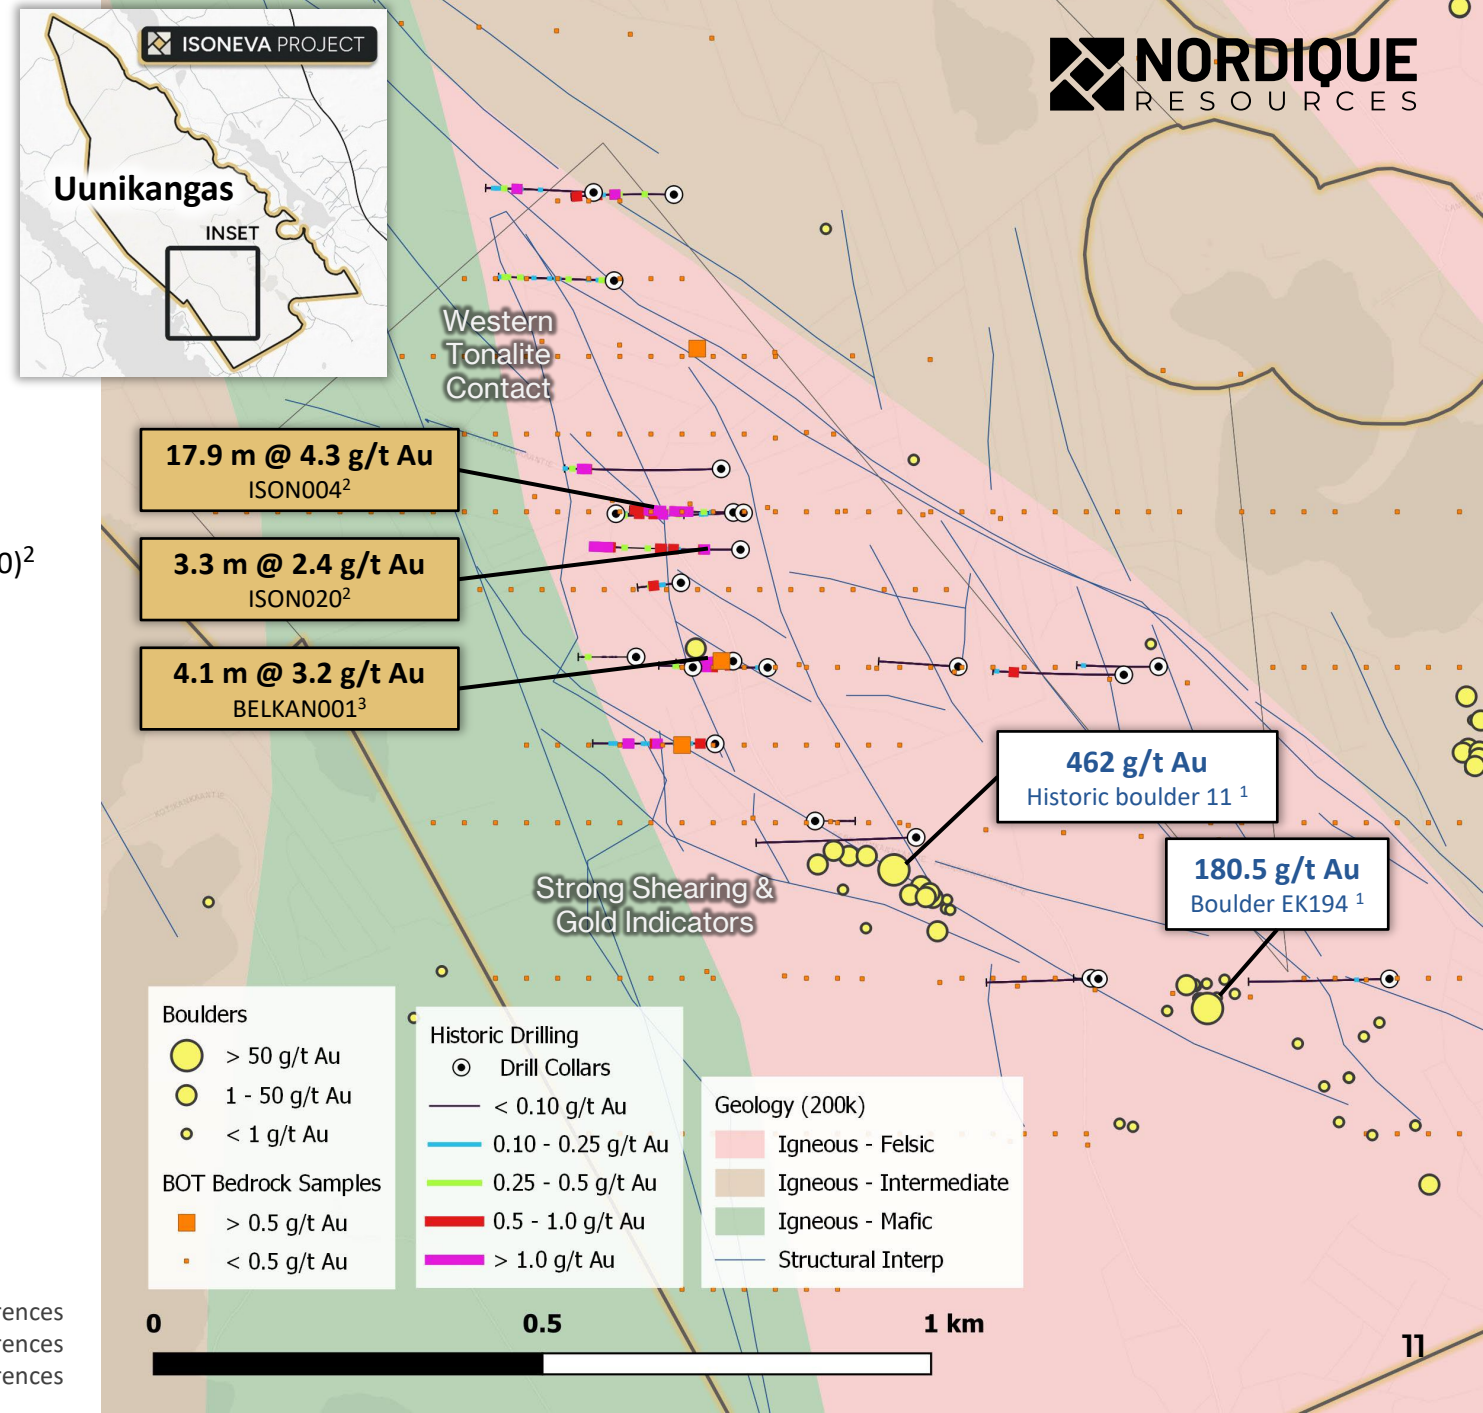 ISONEVA PROJECT
Uunikangas
INSET
NORDIQUE
RESOURCES
Western
Tonalite
Contact
17.9 m @ 4.3 g/t Au
ISON004²
0)²
3.3 m @ 2.4 g/t Au
ISON020²
4.1 m @ 3.2 g/t Au
BELKAN001³
462 g/t Au
Historic boulder 11 ¹
180.5 g/t Au
Boulder EK194 ¹
Strong Shearing &
Gold Indicators
Boulders
> 50 g/t Au
1 - 50 g/t Au
< 1 g/t Au
BOT Bedrock Samples
> 0.5 g/t Au
< 0.5 g/t Au
Historic Drilling
Drill Collars
< 0.10 g/t Au
0.10 - 0.25 g/t Au
0.25 - 0.5 g/t Au
0.5 - 1.0 g/t Au
> 1.0 g/t Au
Geology (200k)
Igneous - Felsic
Igneous - Intermediate
Igneous - Mafic
Structural Interp
rences
rences
rences
0 0.5 1 km
11